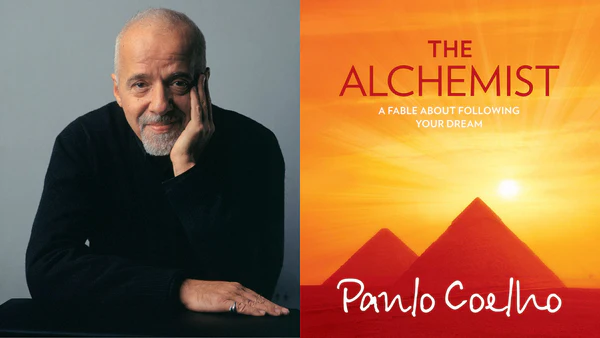 THE
ALCHEMIST
A FABLE ABOUT FOLLOWING
YOUR DREAM
Paulo Coelho